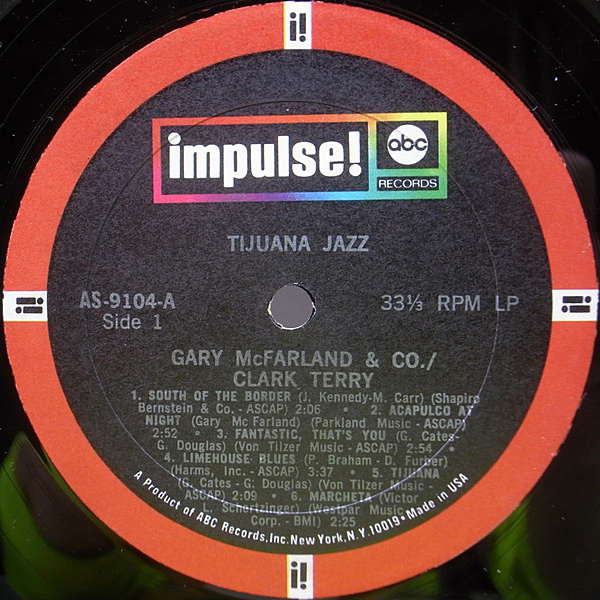 i!
impulse!
abc
RECORDS
TIJUANA JAZZ
AS-9104-A
Side 1
33⅓ RPM LP
i!
i!
GARY McFARLAND & CO./
CLARK TERRY
1. SOUTH OF THE BORDER (J. Kennedy-M. Carr) (Shapiro
Bernstein & Co. - ASCAP) 2:06 • 2. ACAPULCO AT
NIGHT (Gary Mc Farland) (Parkland Music - ASCAP)
2:52 • 3. FANTASTIC, THAT'S YOU (G. Cates-
G. Douglas) (Von Tilzer Music - ASCAP) 2:54 •
4. LIMEHOUSE BLUES (P. Braham - D. Furber)
(Harms, Inc. - ASCAP) 3:37 • 5. TIJUANA
(G. Cates - G. Douglas) (Von Tilzer Music -
ASCAP) 2:09 • 6. MARCHETA (Victor
L. Schertzinger) (Westpar Music
Corp. - BMI) 2:25
A Product of ABC Records, Inc. New York, N.Y. 10019 • Made in USA
i!